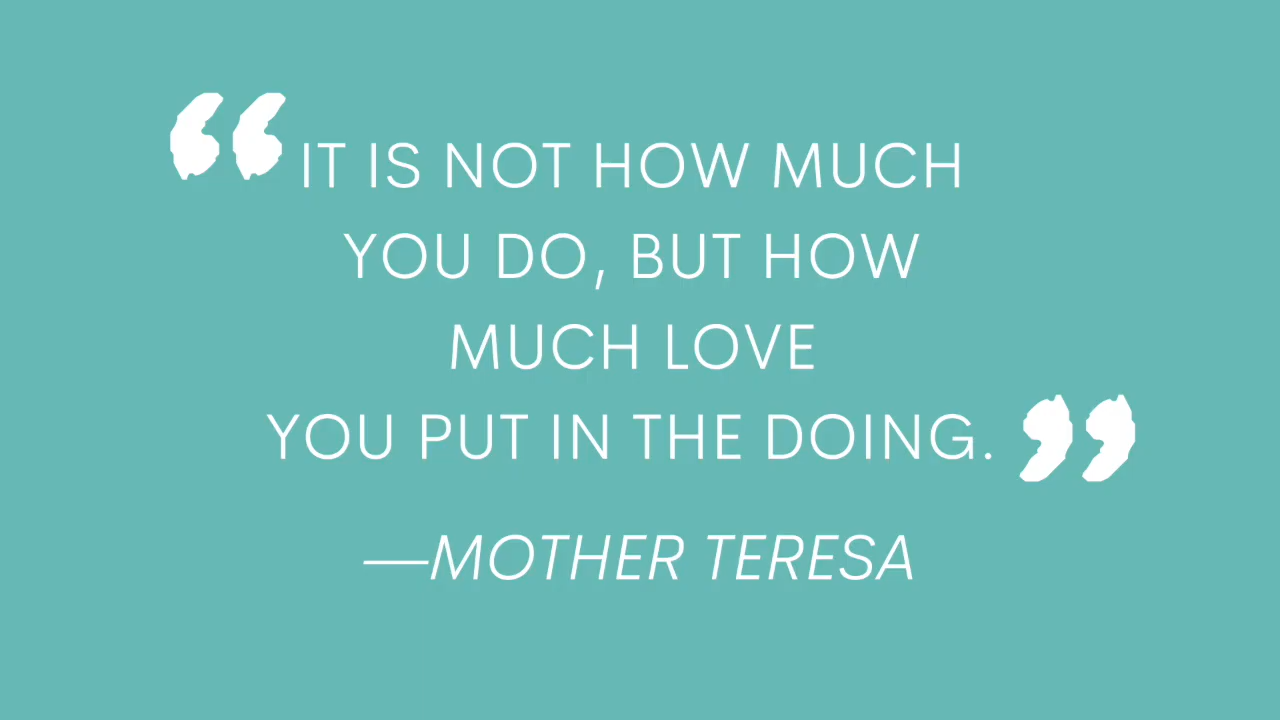 “IT IS NOT HOW MUCH
YOU DO, BUT HOW
MUCH LOVE
YOU PUT IN THE DOING.”
—MOTHER TERESA